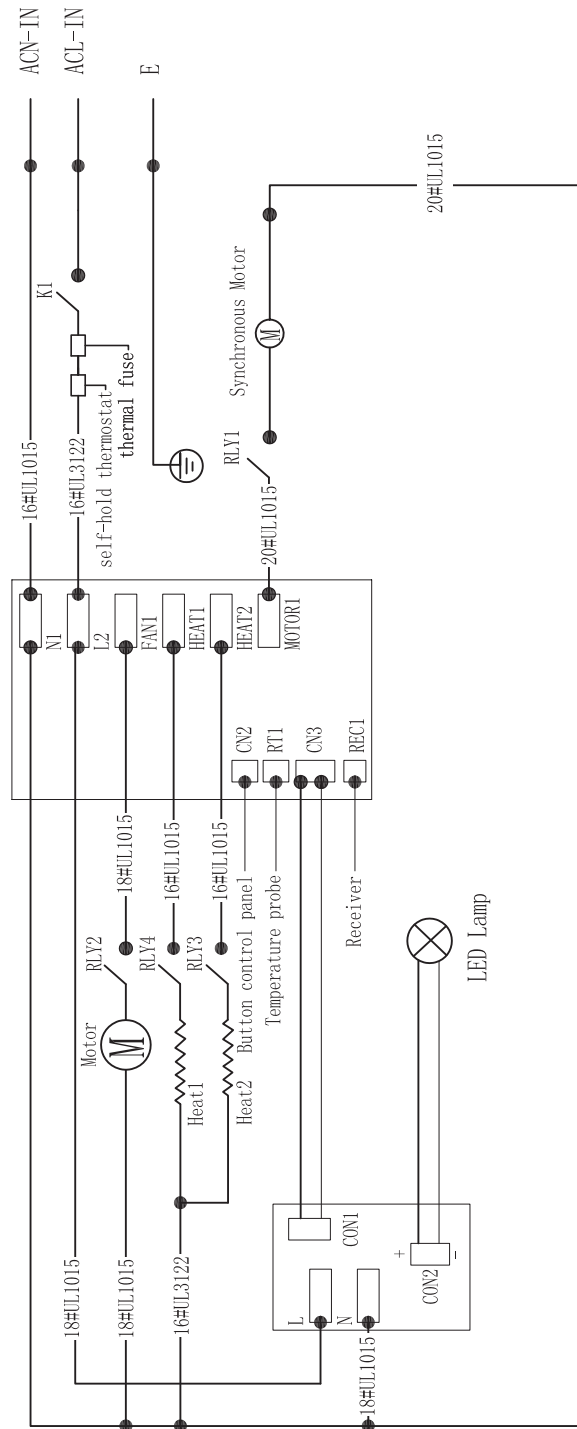 ACN-IN
ACL-IN
E
K1
thermal fuse
self-hold thermostat
16#UL1015
16#UL3122
20#UL1015
Synchronous Motor
M
RLY1
20#UL1015
N1
L2
FAN1
HEAT1
HEAT2
MOTOR1
CN2
RT1
CN3
REC1
18#UL1015
16#UL1015
16#UL1015
Button control panel
Temperature probe
Receiver
RLY2
RLY4
RLY3
Motor
M
Heat1
Heat2
LED Lamp
18#UL1015
18#UL1015
16#UL3122
CON1
L
N
+
CON2
-
18#UL1015